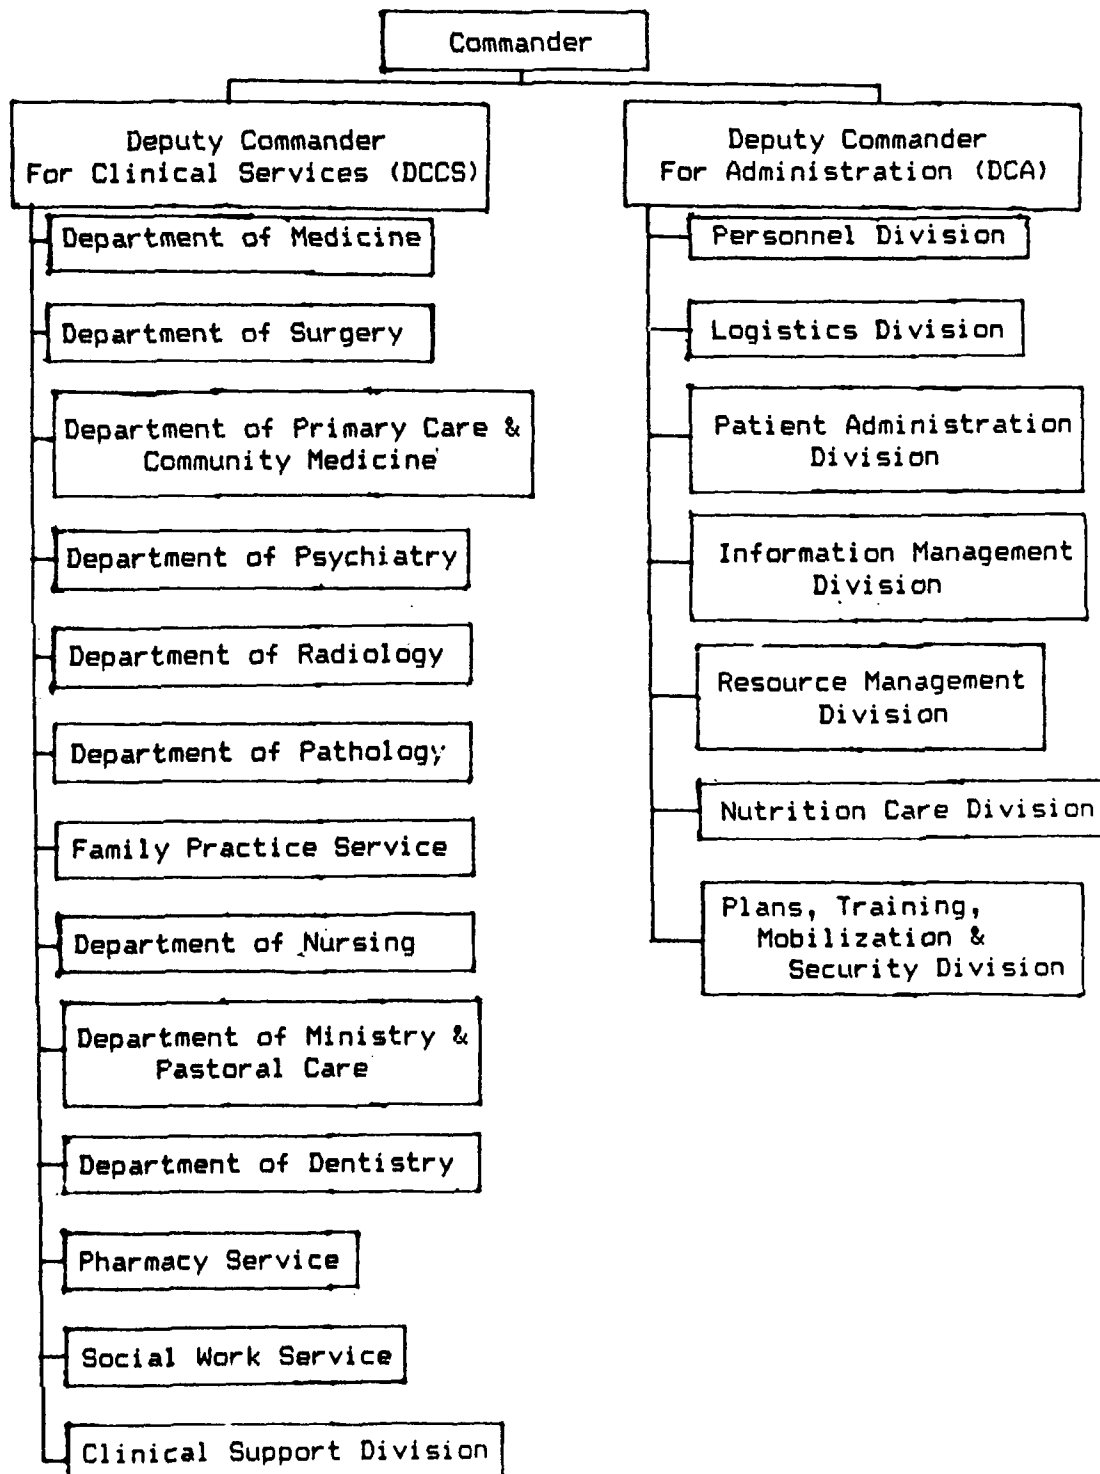 Commander
Deputy Commander
For Clinical Services (DCCS)
Department of Medicine
Department of Surgery
Department of Primary Care &
Community Medicine
Department of Psychiatry
Department of Radiology
Department of Pathology
Family Practice Service
Department of Nursing
Department of Ministry &
Pastoral Care
Department of Dentistry
Pharmacy Service
Social Work Service
Clinical Support Division
Deputy Commander
For Administration (DCA)
Personnel Division
Logistics Division
Patient Administration
Division
Information Management
Division
Resource Management
Division
Nutrition Care Division
Plans, Training,
Mobilization &
Security Division